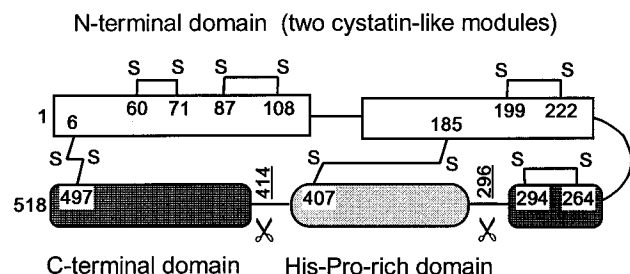 N-terminal domain (two cystatin-like modules)
S S S S S S
60 71 87 108 199 222
1 6 185
S S S S S S
414 296
518 497 407 294 264
C-terminal domain His-Pro-rich domain